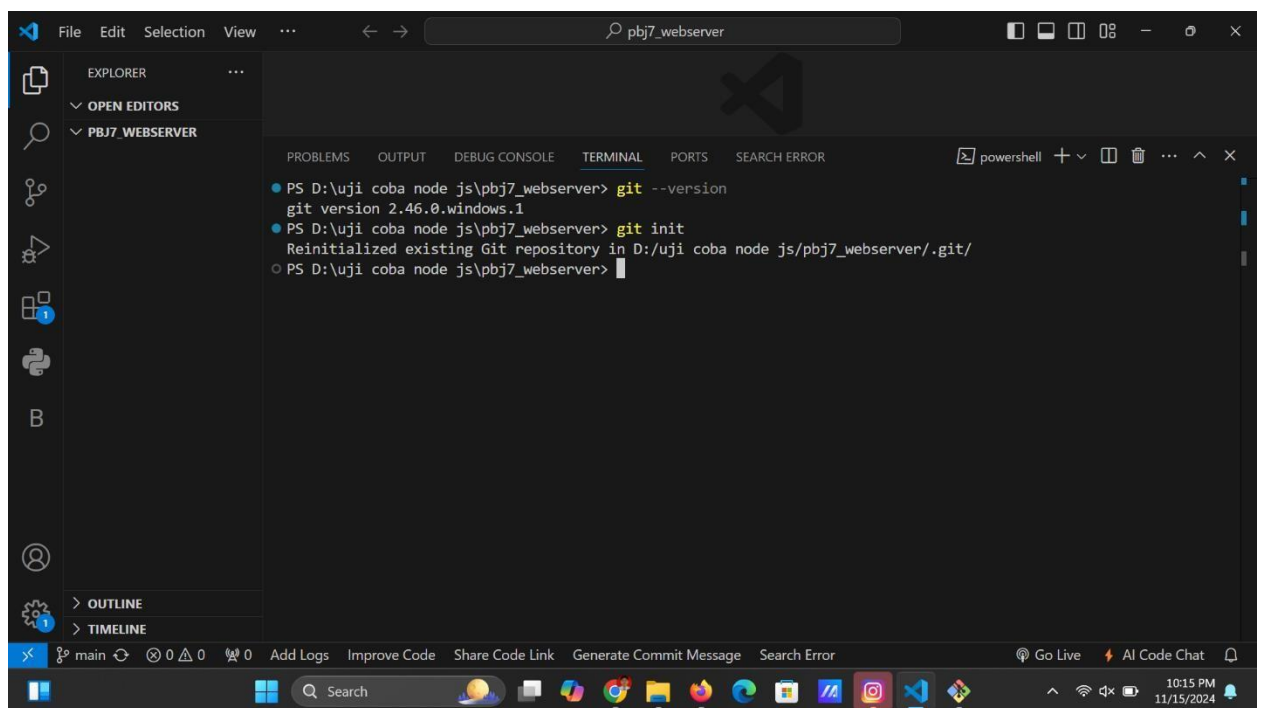 File Edit Selection View ...
pbj7_webserver
EXPLORER ...
OPEN EDITORS
PBJ7_WEBSERVER
PROBLEMS OUTPUT DEBUG CONSOLE TERMINAL PORTS SEARCH ERROR
powershell
PS D:\uji coba node js\pbj7_webserver> git --version
git version 2.46.0.windows.1
PS D:\uji coba node js\pbj7_webserver> git init
Reinitialized existing Git repository in D:/uji coba node js/pbj7_webserver/.git/
PS D:\uji coba node js\pbj7_webserver>
1
B
1
OUTLINE
TIMELINE
main 0 0 0 Add Logs Improve Code Share Code Link Generate Commit Message Search Error Go Live AI Code Chat
Search
10:15 PM
11/15/2024